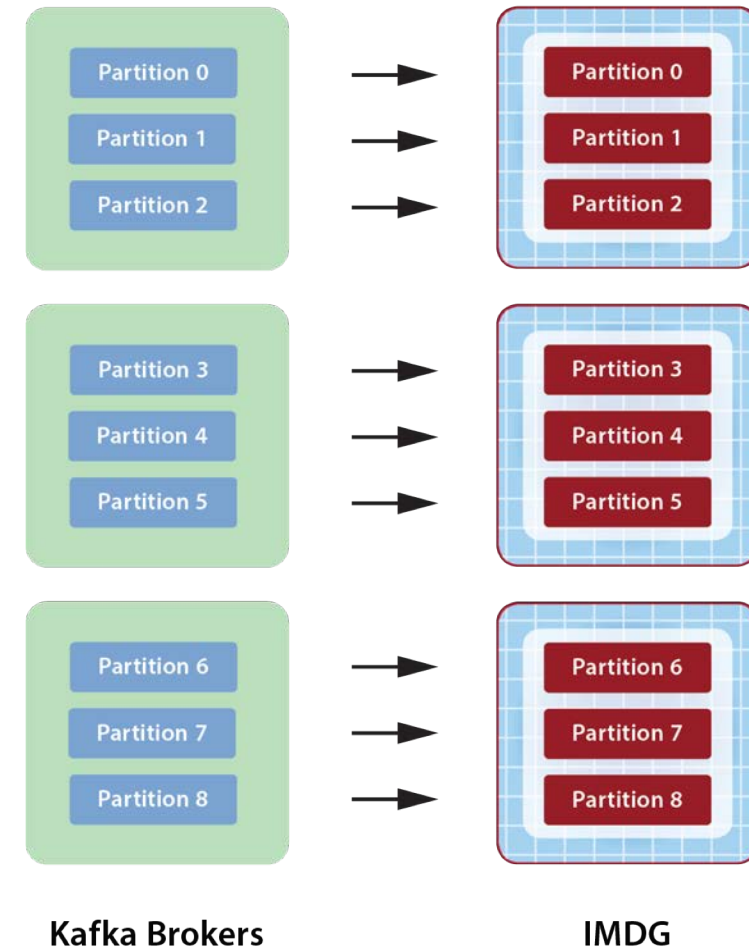 Partition 0
Partition 1
Partition 2
Partition 3
Partition 4
Partition 5
Partition 6
Partition 7
Partition 8
Kafka Brokers
Partition 0
Partition 1
Partition 2
Partition 3
Partition 4
Partition 5
Partition 6
Partition 7
Partition 8
IMDG